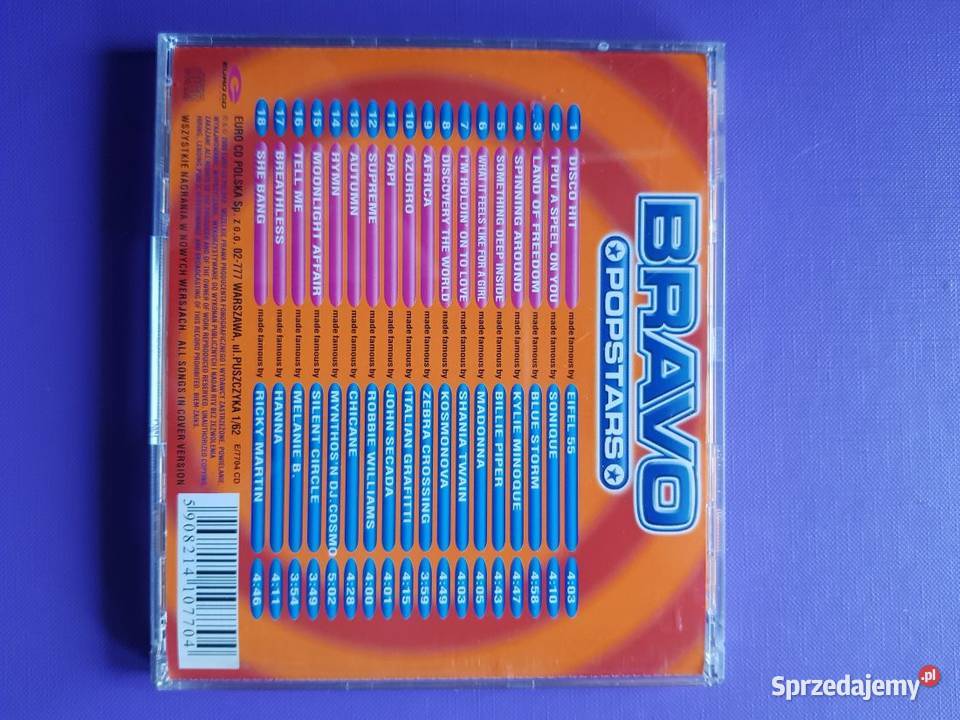 BRAVO
POPSTARS
1 DISCO HIT made famous by EIFEL 55 4:03
2 I PUT A SPEEL ON YOU made famous by SONIQUE 4:10
3 LAND OF FREEDOM made famous by BLUE STORM 4:58
4 SPINNING AROUND made famous by KYLIE MINOQUE 4:47
5 SOMETHING DEEP INSIDE made famous by BILLIE PIPER 4:43
6 WHAT IT FEELS LIKE FOR A GIRL made famous by MADONNA 4:05
7 I'M HOLDIN' ON TO LOVE made famous by SHANIA TWAIN 4:03
8 DISCOVERY THE WORLD made famous by KOSMONOVA 4:49
9 AFRICA made famous by ZEBRA CROSSING 3:59
10 AZURRO made famous by ITALIAN GRAFITTI 4:15
11 PAPI made famous by JOHN SECADA 4:01
12 SUPREME made famous by ROBBIE WILLIAMS 4:00
13 AUTUMN made famous by CHICANE 4:28
14 HYMN made famous by MYNTHOS'N DJ.COSMO 5:02
15 MOONLIGHT AFFAIR made famous by SILENT CIRCLE 3:49
16 TELL ME made famous by MELANIE B. 3:54
17 BREATHLESS made famous by HANNA 4:11
18 SHE BANG made famous by RICKY MARTIN 4:46
EURO CD
EURO CD POLSKA Sp. z o.o. 02-777 WARSZAWA, ul.PUSZCZYKA 1/62 E/7704 CD
WSZYSTKIE NAGRANIA W NOWYCH WERSJACH ALL SONGS IN COVER VERSION
5 908214 107704
Sprzedajemy.pl